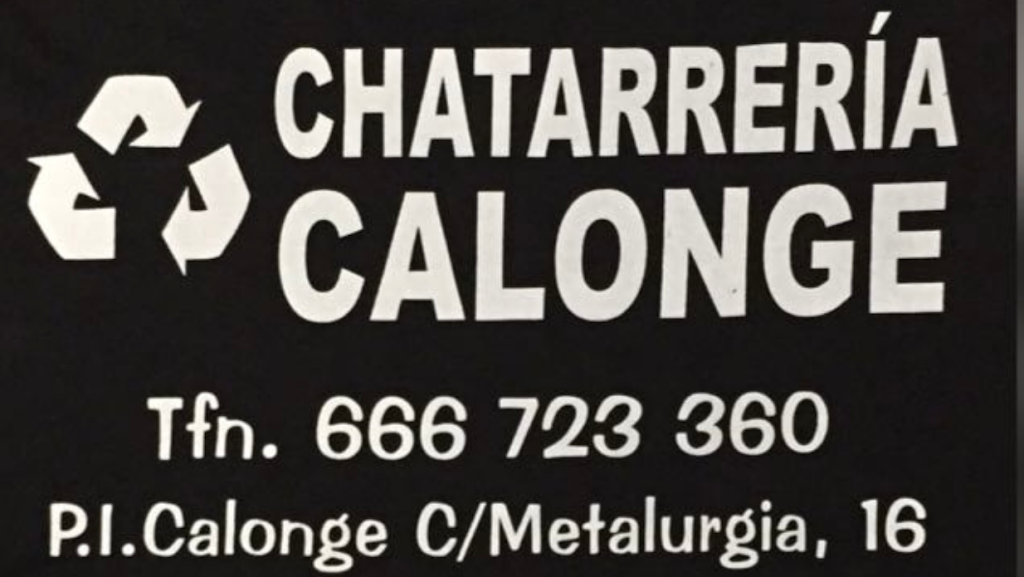 CHATARRERÍA
CALONGE
Tfn. 666 723 360
P.I.Calonge C/Metalurgia, 16